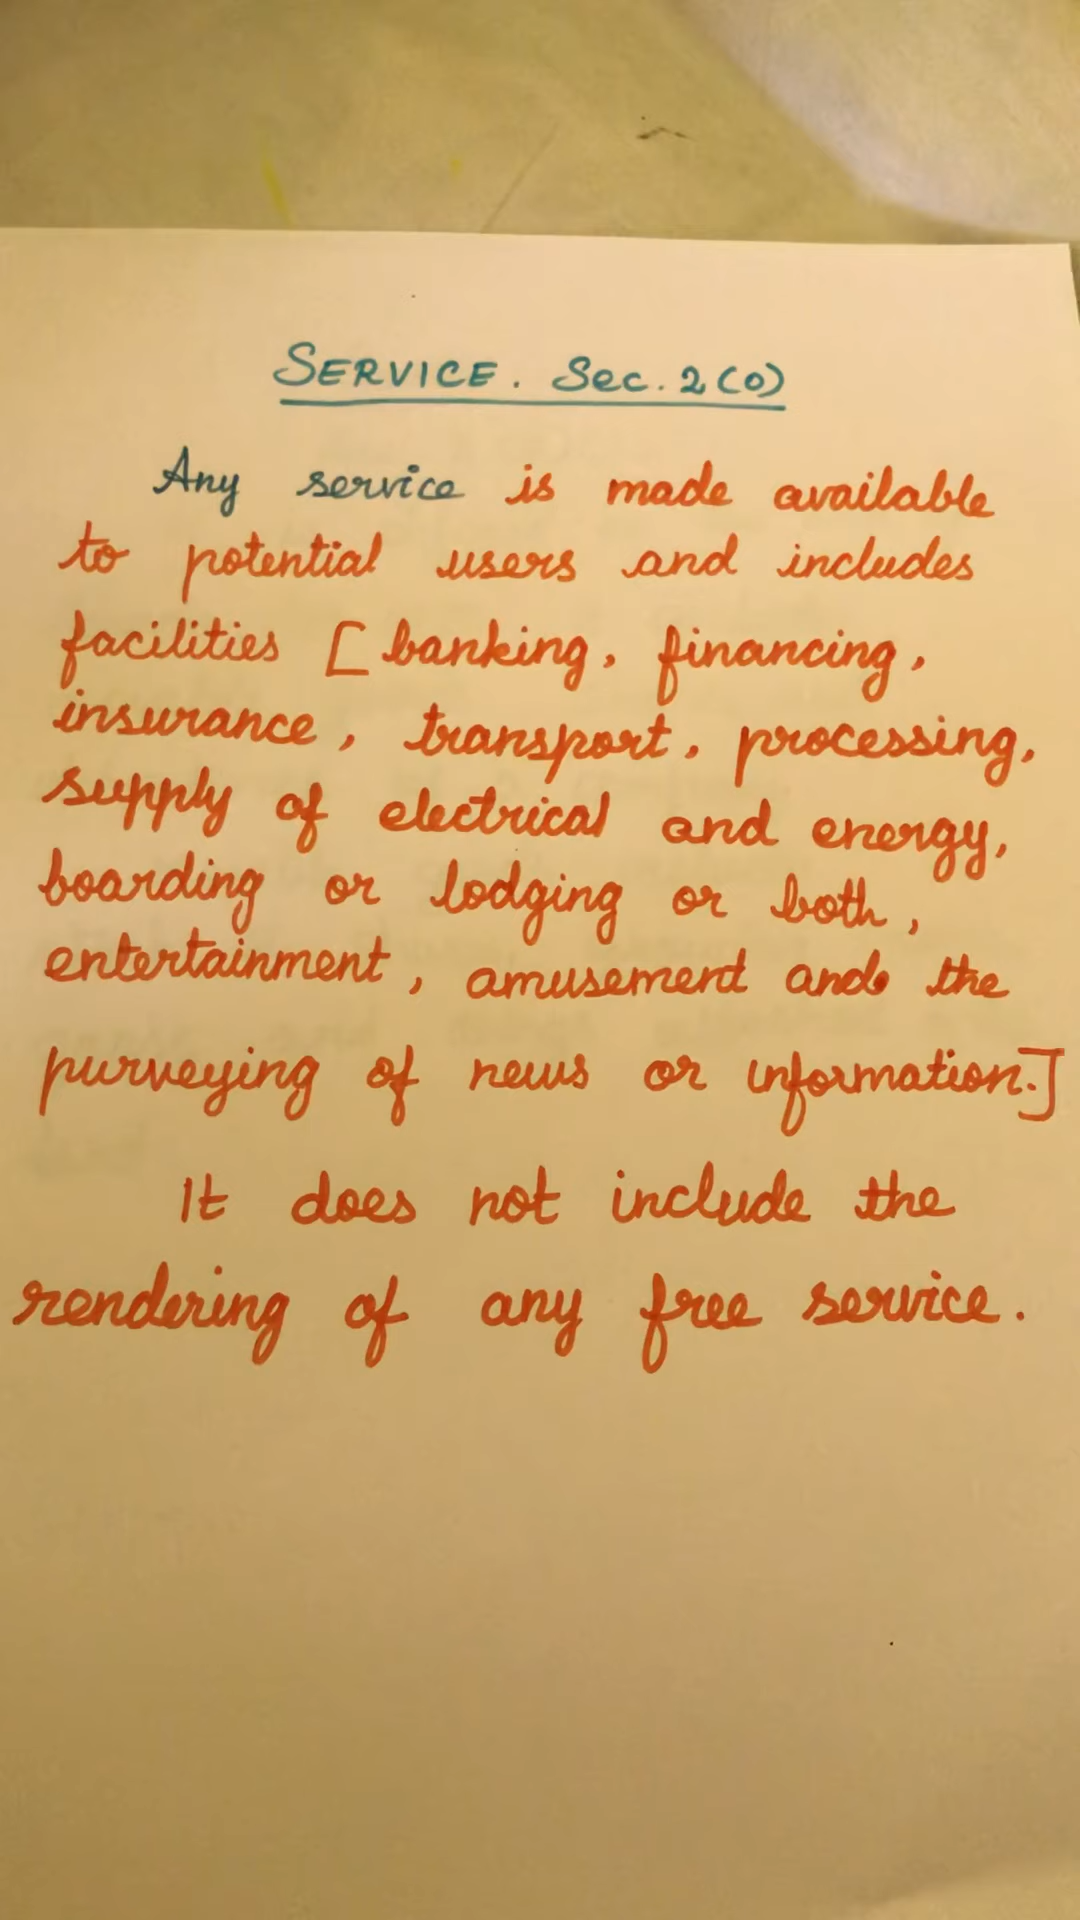 SERVICE. Sec. 2(0)
Any service is made available
to potential users and includes
facilities [banking, financing,
insurance, transport, processing,
supply of electrical and energy,
boarding or lodging or both,
entertainment, amusement and the
purveying of news or information.]
It does not include the
rendering of any free service.